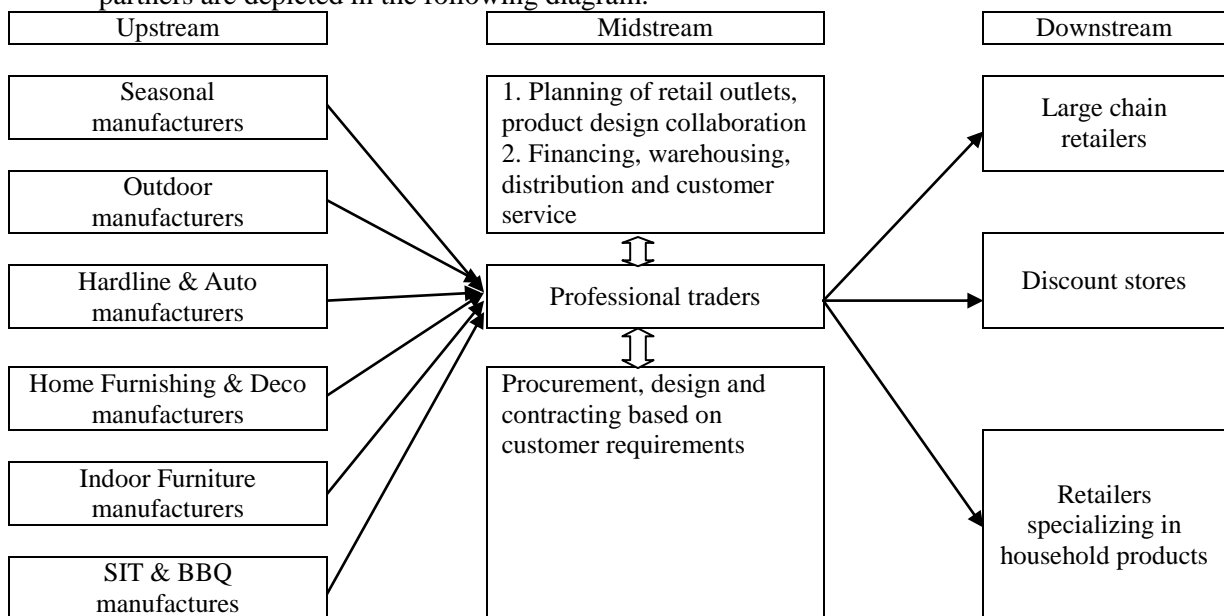 partners are depicted in the following diagram.
Upstream
Midstream
Downstream
Seasonal
manufacturers
Outdoor
manufacturers
Hardline & Auto
manufacturers
Home Furnishing & Deco
manufacturers
Indoor Furniture
manufacturers
SIT & BBQ
manufactures
1. Planning of retail outlets,
product design collaboration
2. Financing, warehousing,
distribution and customer
service
Professional traders
Procurement, design and
contracting based on
customer requirements
Large chain
retailers
Discount stores
Retailers
specializing in
household products